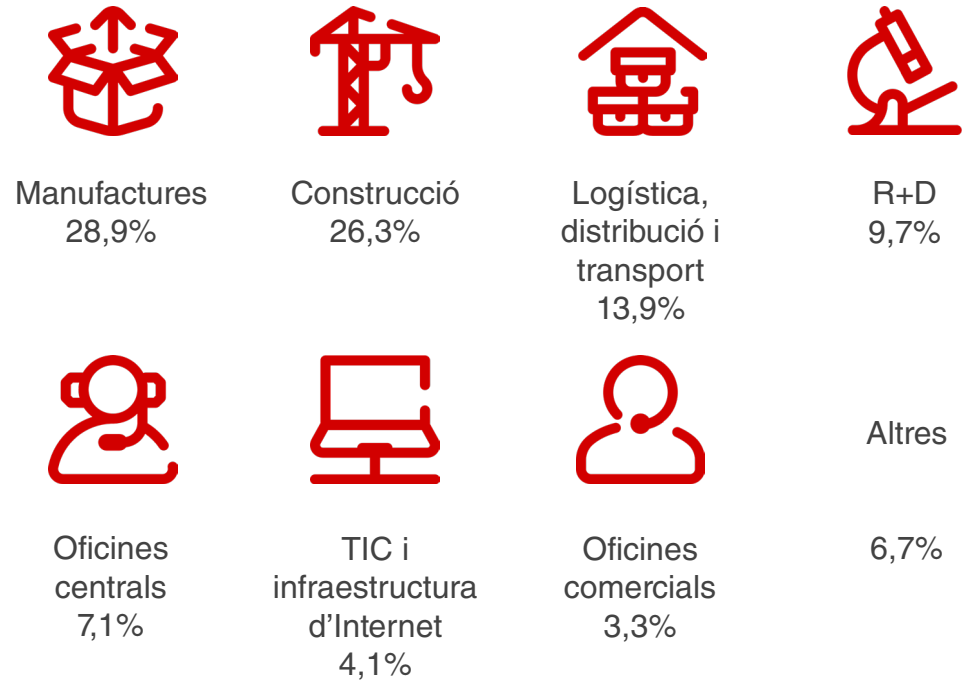 Manufactures
28,9%
Construcció
26,3%
Logística,
distribució i
transport
13,9%
R+D
9,7%
Oficines
centrals
7,1%
TIC i
infraestructura
d’Internet
4,1%
Oficines
comercials
3,3%
Altres
6,7%